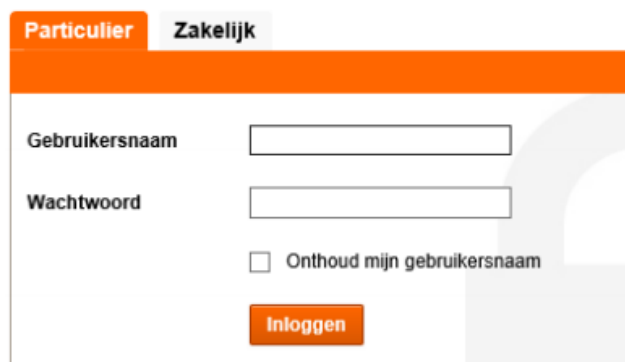 Particulier Zakelijk
Gebruikersnaam
Wachtwoord
Onthoud mijn gebruikersnaam
Inloggen